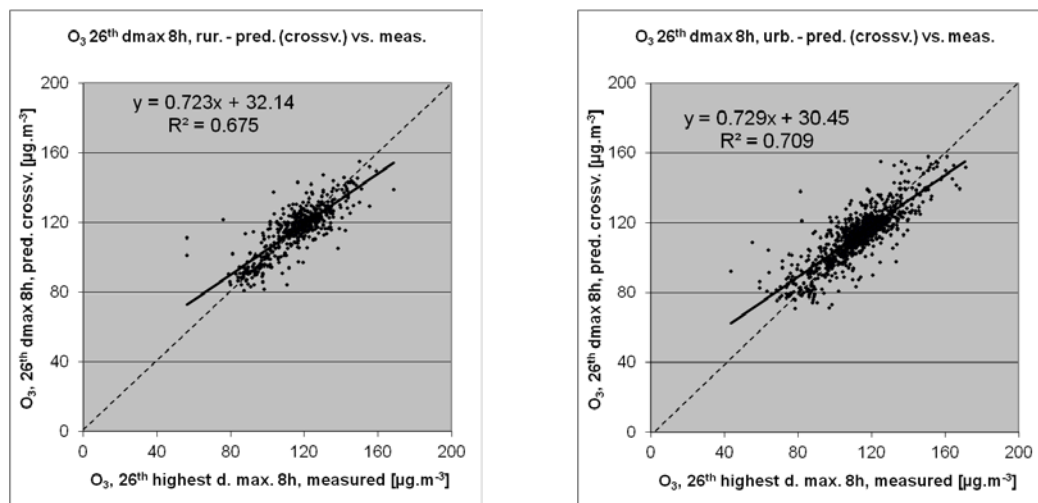 O₃ 26ᵗʰ dmax 8h, rur. - pred. (crossv.) vs. meas.
O₃, 26ᵗʰ dmax 8h, pred. crossv. [µg.m⁻³]
200
160
120
80
40
0
y = 0.723x + 32.14
R² = 0.675
0 40 80 120 160 200
O₃, 26ᵗʰ highest d. max. 8h, measured [µg.m⁻³]
O₃ 26ᵗʰ dmax 8h, urb. - pred. (crossv.) vs. meas.
O₃, 26ᵗʰ dmax 8h, pred. crossv. [µg.m⁻³]
200
160
120
80
40
0
y = 0.729x + 30.45
R² = 0.709
0 40 80 120 160 200
O₃, 26ᵗʰ highest d. max. 8h, measured [µg.m⁻³]